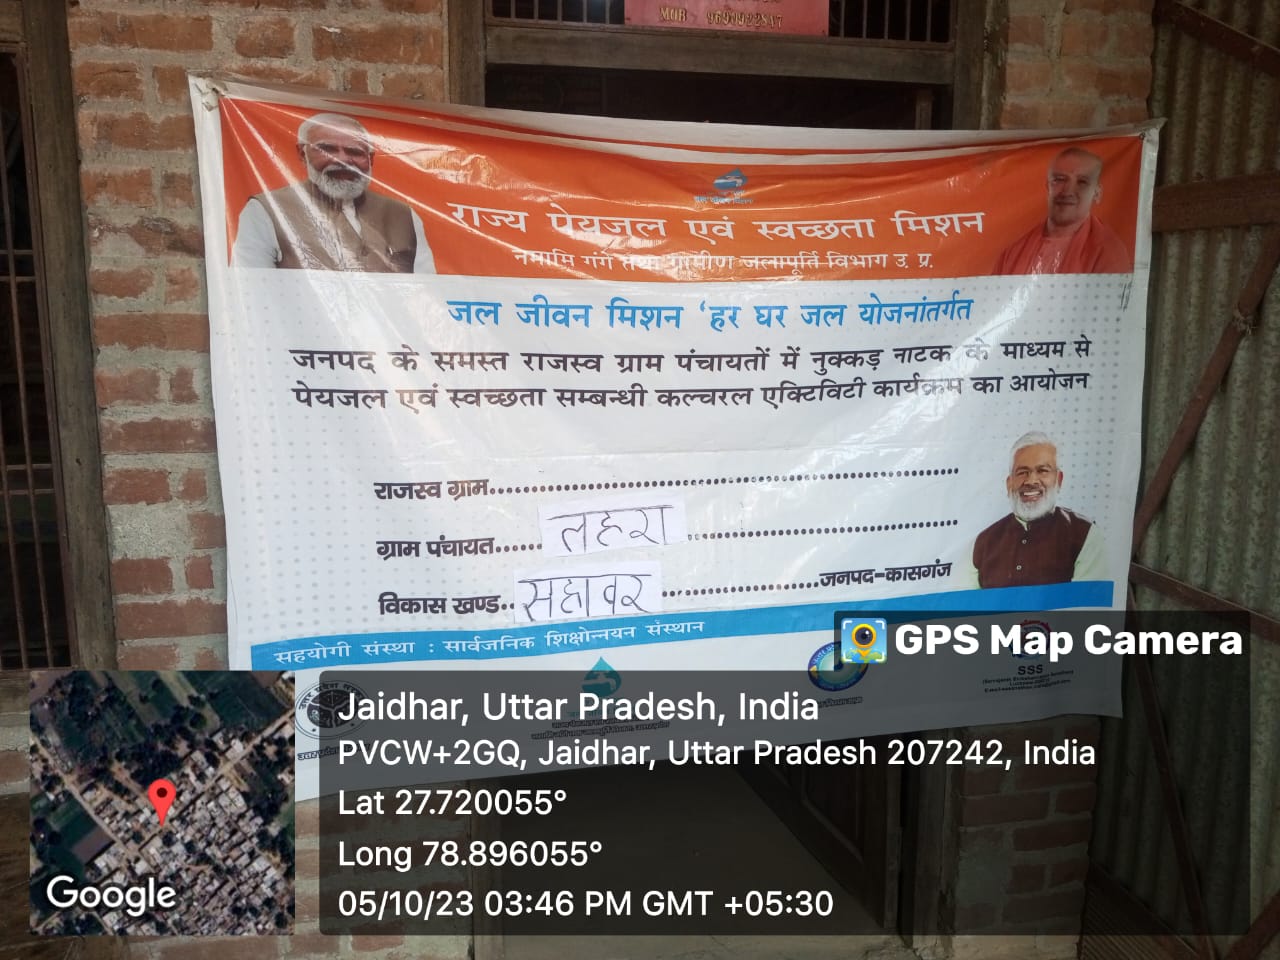 MOB
राज्य पेयजल एवं स्वच्छता मिशन
नमामि गंगे तथा ग्रामीण जलापूर्ति विभाग उ. प्र.
जल जीवन मिशन 'हर घर जल योजनांतर्गत
जनपद के समस्त राजस्व ग्राम पंचायतों में नुक्कड़ नाटक के माध्यम से
पेयजल एवं स्वच्छता सम्बन्धी कल्चरल एक्टिविटी कार्यक्रम का आयोजन
राजस्व ग्राम
ग्राम पंचायत...... लहरा
विकास खण्ड.. सहावर ..........जनपद-कासगंज
सहयोगी संस्था : सार्वजनिक शिक्षोन्नयन संस्थान
SSS
GPS Map Camera
Jaidhar, Uttar Pradesh, India
PVCW+2GQ, Jaidhar, Uttar Pradesh 207242, India
Lat 27.720055°
Long 78.896055°
05/10/23 03:46 PM GMT +05:30
Google